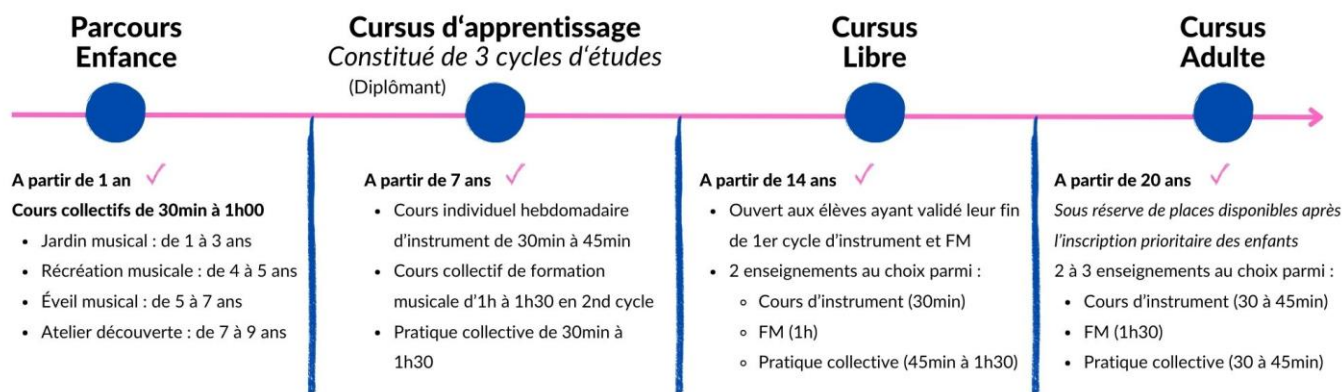 Parcours
Enfance
A partir de 1 an
Cours collectifs de 30min à 1h00
• Jardin musical : de 1 à 3 ans
• Récréation musicale : de 4 à 5 ans
• Éveil musical : de 5 à 7 ans
• Atelier découverte : de 7 à 9 ans
Cursus d‘apprentissage
Constitué de 3 cycles d‘études
(Diplômant)
A partir de 7 ans
• Cours individuel hebdomadaire
d’instrument de 30min à 45min
• Cours collectif de formation
musicale d’1h à 1h30 en 2nd cycle
• Pratique collective de 30min à
1h30
Cursus
Libre
A partir de 14 ans
• Ouvert aux élèves ayant validé leur fin
de 1er cycle d’instrument et FM
• 2 enseignements au choix parmi :
◦ Cours d’instrument (30min)
◦ FM (1h)
◦ Pratique collective (45min à 1h30)
Cursus
Adulte
A partir de 20 ans
Sous réserve de places disponibles après
l’inscription prioritaire des enfants
2 à 3 enseignements au choix parmi :
• Cours d’instrument (30 à 45min)
• FM (1h30)
• Pratique collective (30 à 45min)